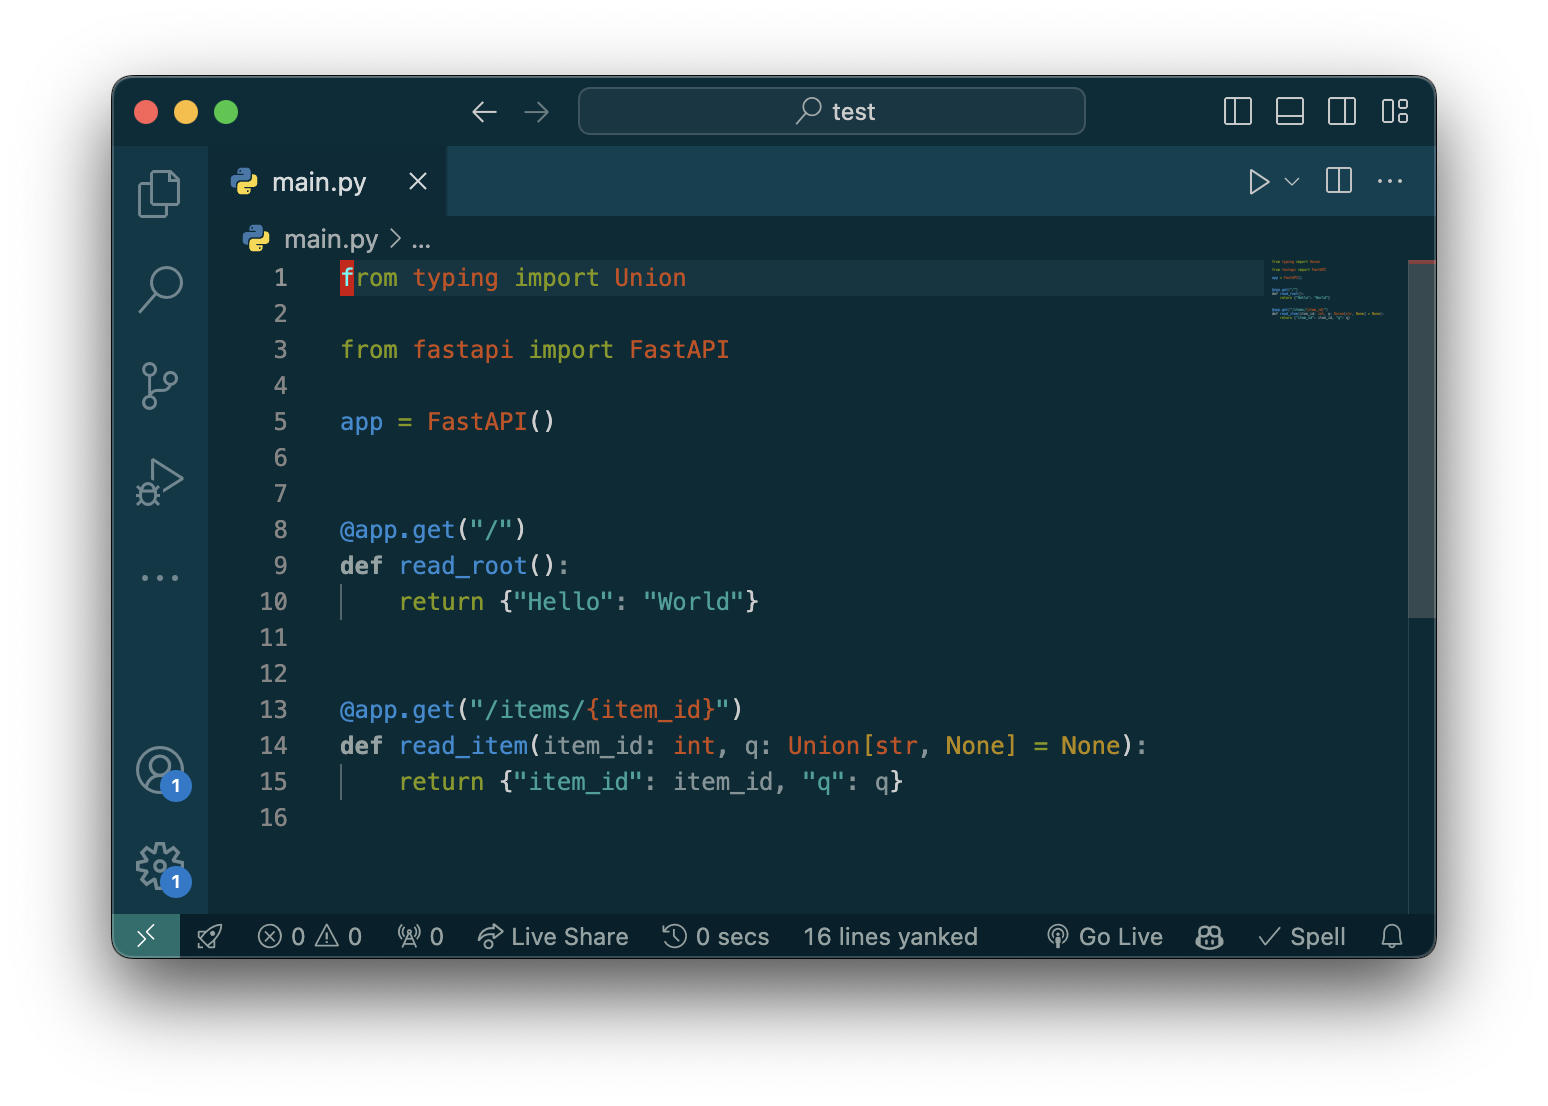 test
main.py
main.py > ...
1 from typing import Union
2
3 from fastapi import FastAPI
4
5 app = FastAPI()
6
7
8 @app.get("/")
9 def read_root():
10     return {"Hello": "World"}
11
12
13 @app.get("/items/{item_id}")
14 def read_item(item_id: int, q: Union[str, None] = None):
15     return {"item_id": item_id, "q": q}
16
1
1
0 0 0 Live Share 0 secs 16 lines yanked Go Live Spell